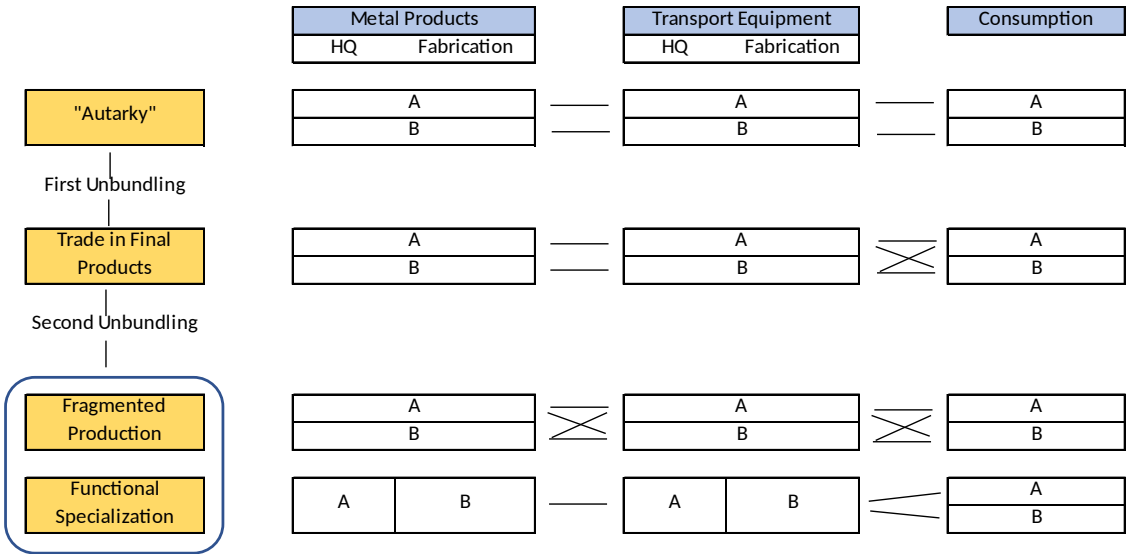 Metal Products Transport Equipment Consumption
HQ Fabrication HQ Fabrication
"Autarky" A A A
B B B
First Unbundling
Trade in Final Products A A A
B B B
Second Unbundling
Fragmented Production A A A
B B B
Functional Specialization A B A B A
B